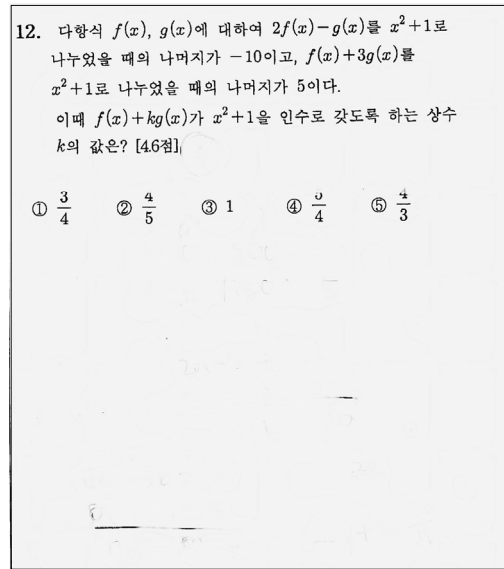 12. 다항식 f(x), g(x)에 대하여 2f(x)−g(x)를 x²+1로
나누었을 때의 나머지가 −10이고, f(x)+3g(x)를
x²+1로 나누었을 때의 나머지가 5이다.
이때 f(x)+kg(x)가 x²+1을 인수로 갖도록 하는 상수
k의 값은? [4.6점]
① 3/4 ② 4/5 ③ 1 ④ 5/4 ⑤ 4/3